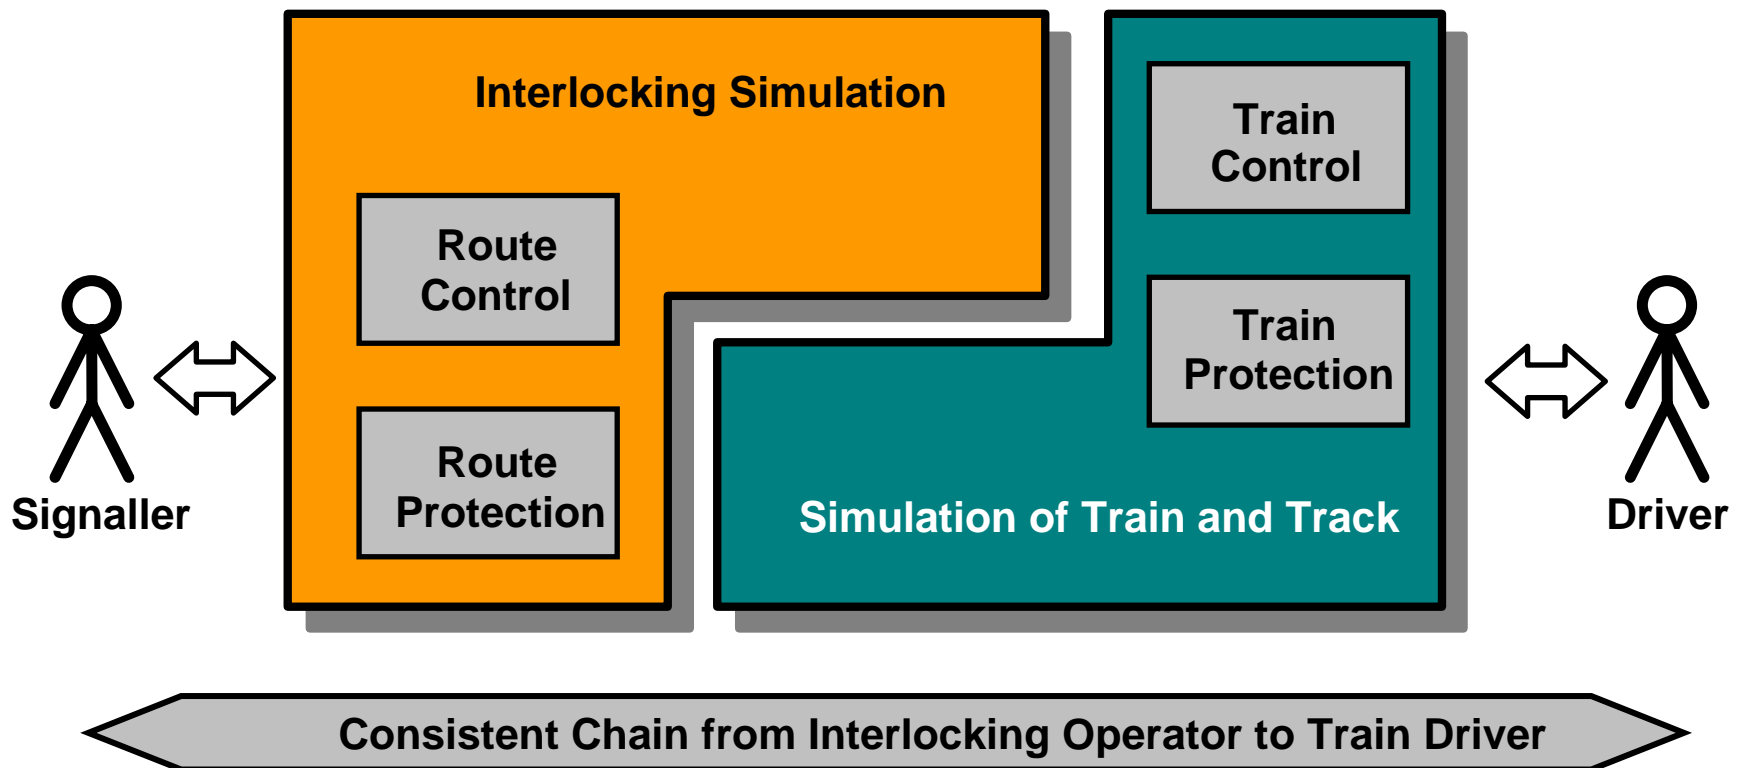 Interlocking Simulation
Route
Control
Route
Protection
Train
Control
Train
Protection
Simulation of Train and Track
Signaller
Driver
Consistent Chain from Interlocking Operator to Train Driver